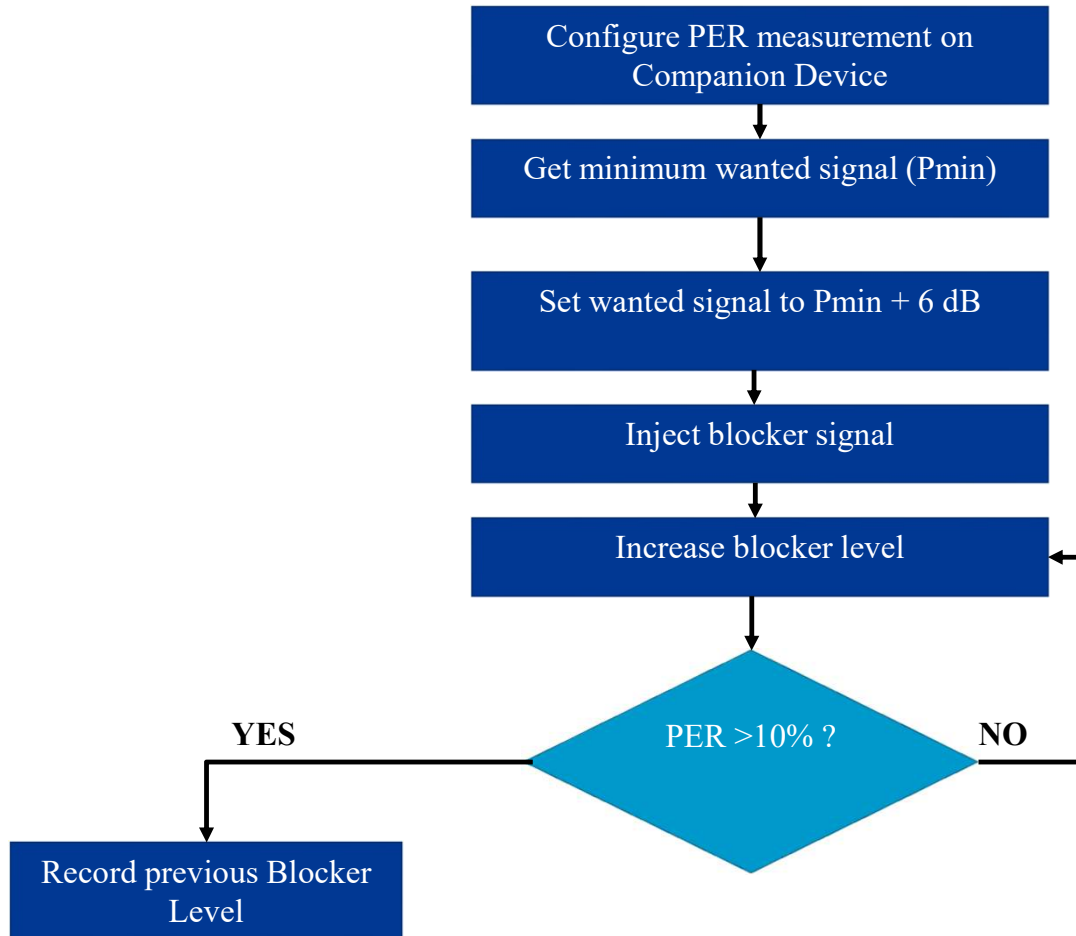 Configure PER measurement on
Companion Device
Get minimum wanted signal (Pmin)
Set wanted signal to Pmin + 6 dB
Inject blocker signal
Increase blocker level
PER >10% ?
YES
NO
Record previous Blocker
Level